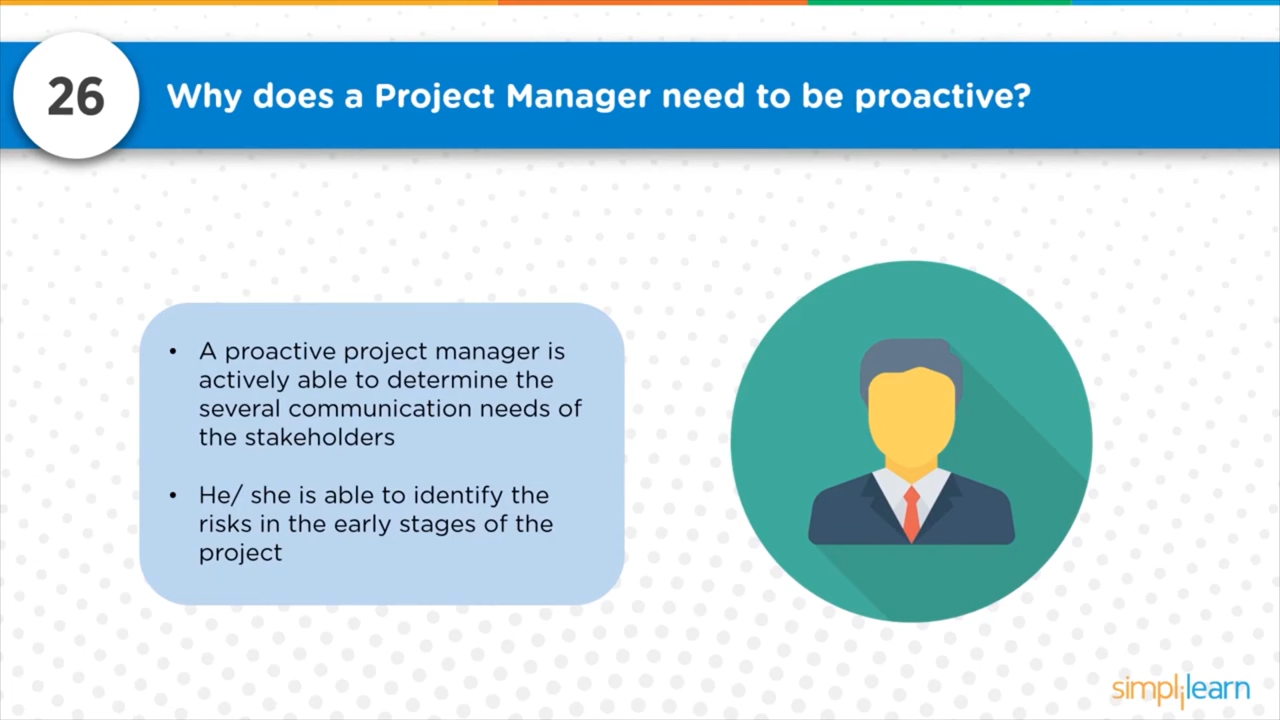 26
Why does a Project Manager need to be proactive?
• A proactive project manager is
actively able to determine the
several communication needs of
the stakeholders
• He/ she is able to identify the
risks in the early stages of the
project
simplilearn